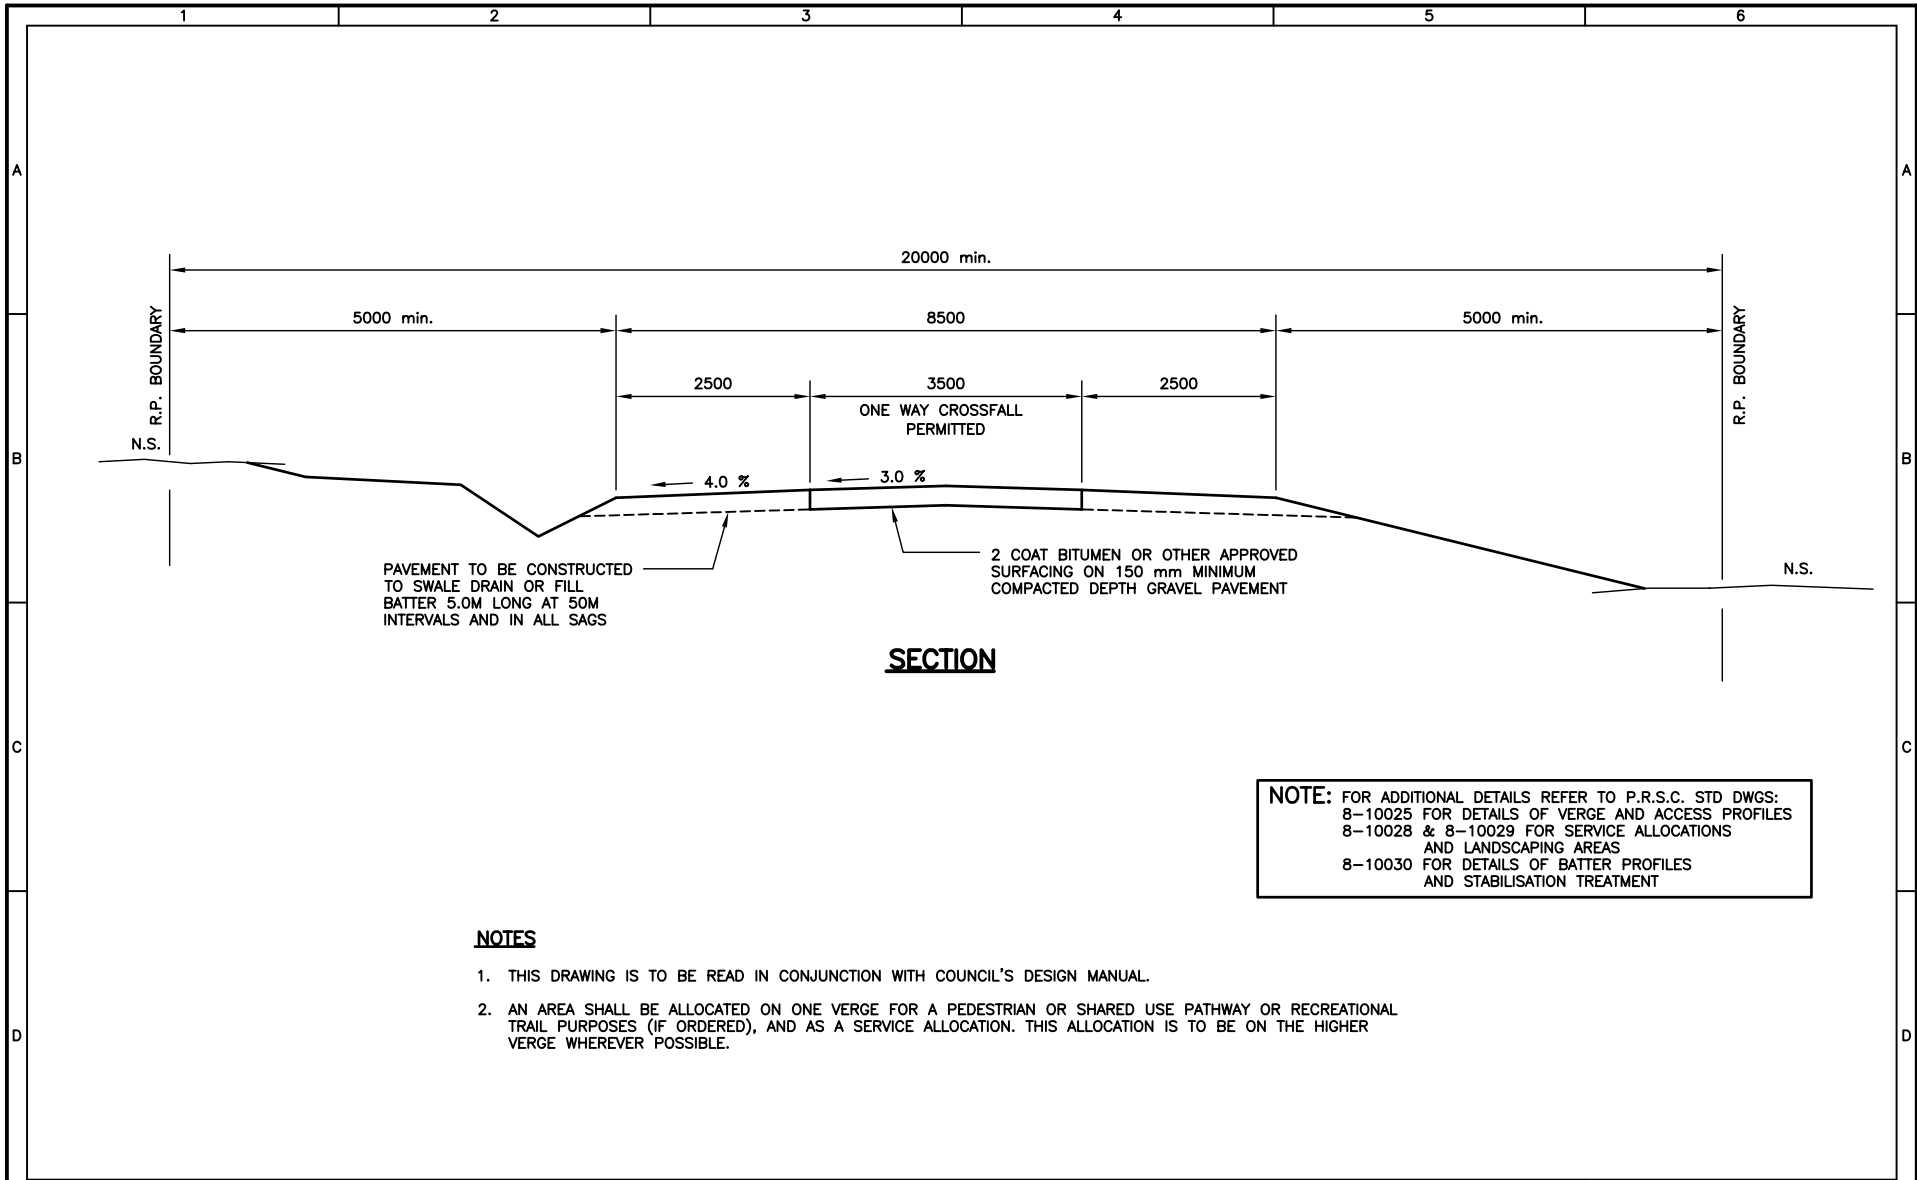 1 2 3 4 5 6
A A
20000 min.
5000 min. 8500 5000 min.
R.P. BOUNDARY R.P. BOUNDARY
2500 3500 2500
ONE WAY CROSSFALL
PERMITTED
N.S.
B B
4.0 % 3.0 %
PAVEMENT TO BE CONSTRUCTED
TO SWALE DRAIN OR FILL
BATTER 5.0M LONG AT 50M
INTERVALS AND IN ALL SAGS
2 COAT BITUMEN OR OTHER APPROVED
SURFACING ON 150 mm MINIMUM
COMPACTED DEPTH GRAVEL PAVEMENT
N.S.
SECTION
C C
NOTE: FOR ADDITIONAL DETAILS REFER TO P.R.S.C. STD DWGS:
8-10025 FOR DETAILS OF VERGE AND ACCESS PROFILES
8-10028 & 8-10029 FOR SERVICE ALLOCATIONS
AND LANDSCAPING AREAS
8-10030 FOR DETAILS OF BATTER PROFILES
AND STABILISATION TREATMENT
NOTES
1. THIS DRAWING IS TO BE READ IN CONJUNCTION WITH COUNCIL'S DESIGN MANUAL.
2. AN AREA SHALL BE ALLOCATED ON ONE VERGE FOR A PEDESTRIAN OR SHARED USE PATHWAY OR RECREATIONAL
TRAIL PURPOSES (IF ORDERED), AND AS A SERVICE ALLOCATION. THIS ALLOCATION IS TO BE ON THE HIGHER
VERGE WHEREVER POSSIBLE.
D D